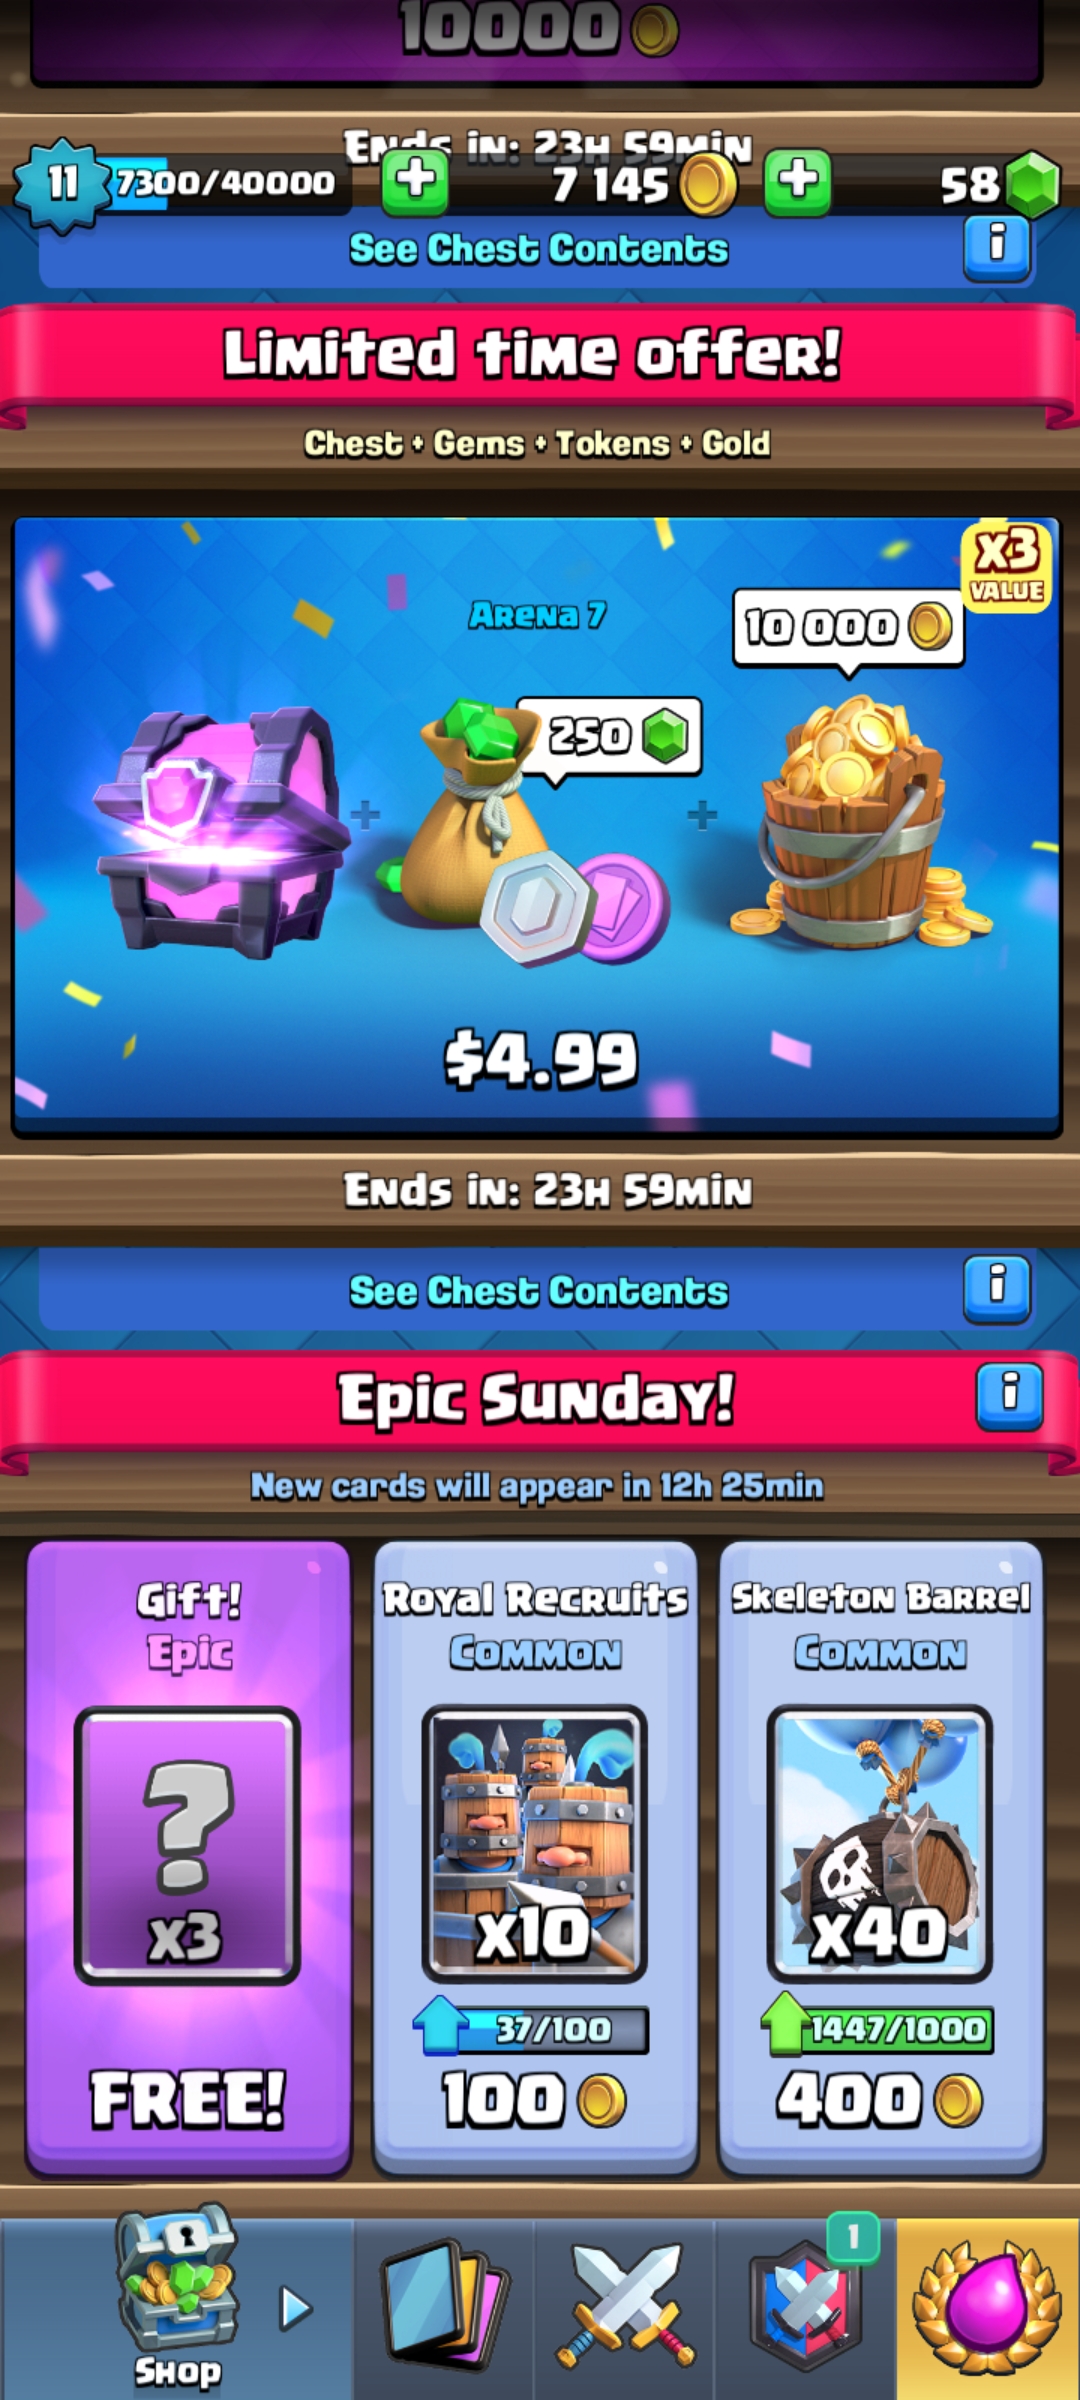 10000
Ends in: 23h 59min
11
7300/40000
7 145
58
See Chest Contents
i
Limited time offer!
Chest + Gems + Tokens + Gold
x3
VALUE
Arena 7
10 000
250
+
+
$4.99
Ends in: 23h 59min
See Chest Contents
i
Epic Sunday!
i
New cards will appear in 12h 25min
Gift!
Epic
?
x3
FREE!
Royal Recruits
Common
x10
37/100
100
Skeleton Barrel
Common
x40
1447/1000
400
1
Shop